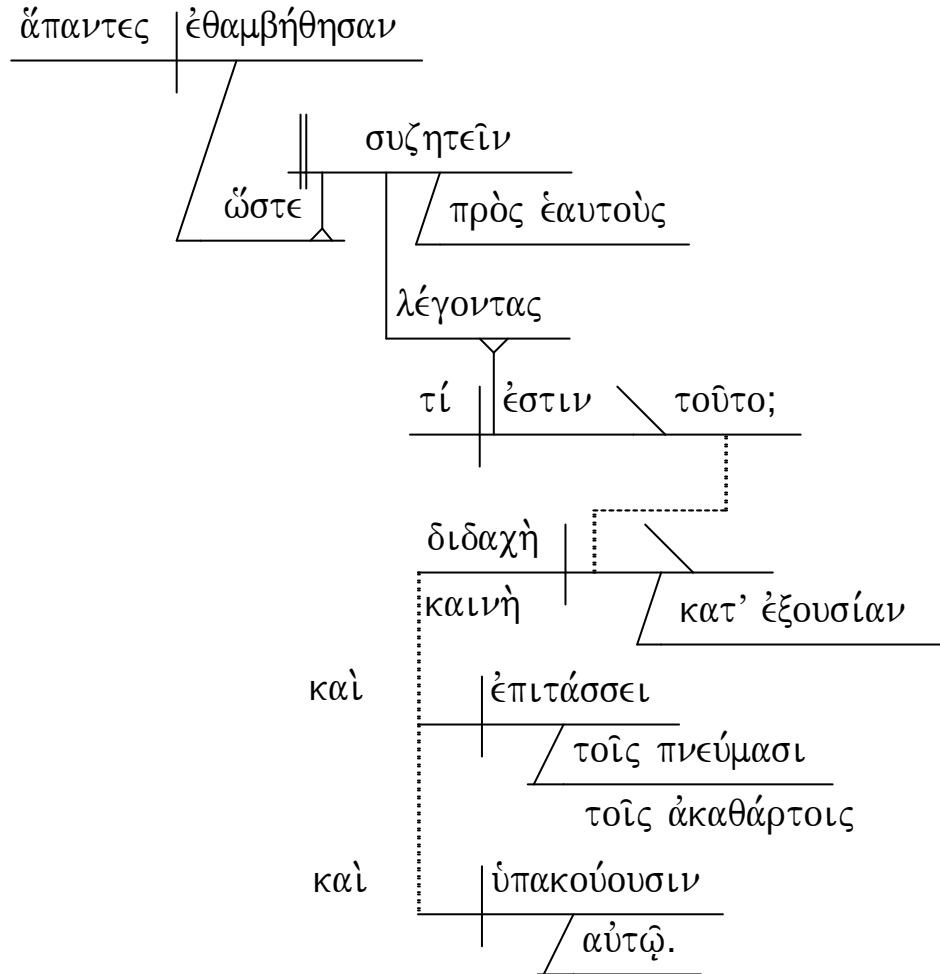 ἅπαντες ἐθαμβήθησαν
συζητεῖν
ὥστε πρὸς ἑαυτοὺς
λέγοντας
τί ἐστιν τοῦτο;
διδαχὴ
καινὴ κατ’ ἐξουσίαν
καὶ ἐπιτάσσει
τοῖς πνεύμασι
τοῖς ἀκαθάρτοις
καὶ ὑπακούουσιν
αὐτῷ.